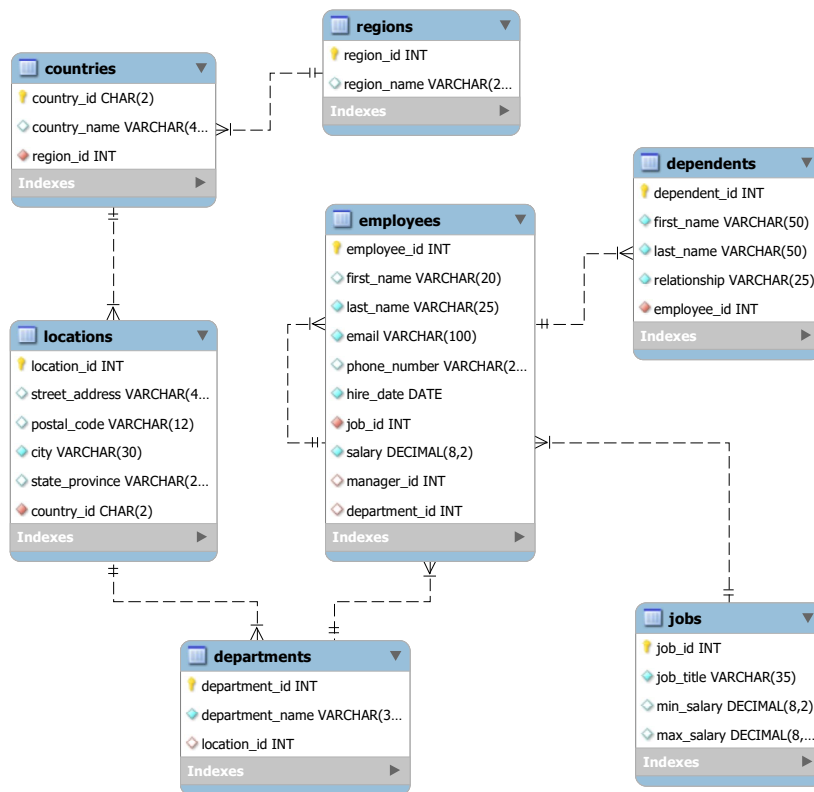 regions
region_id INT
region_name VARCHAR(2...
Indexes
countries
country_id CHAR(2)
country_name VARCHAR(4...
region_id INT
Indexes
dependents
dependent_id INT
first_name VARCHAR(50)
last_name VARCHAR(50)
relationship VARCHAR(25)
employee_id INT
Indexes
employees
employee_id INT
first_name VARCHAR(20)
last_name VARCHAR(25)
email VARCHAR(100)
phone_number VARCHAR(2...
hire_date DATE
job_id INT
salary DECIMAL(8,2)
manager_id INT
department_id INT
Indexes
locations
location_id INT
street_address VARCHAR(4...
postal_code VARCHAR(12)
city VARCHAR(30)
state_province VARCHAR(2...
country_id CHAR(2)
Indexes
departments
department_id INT
department_name VARCHAR(3...
location_id INT
Indexes
jobs
job_id INT
job_title VARCHAR(35)
min_salary DECIMAL(8,2)
max_salary DECIMAL(8,...
Indexes